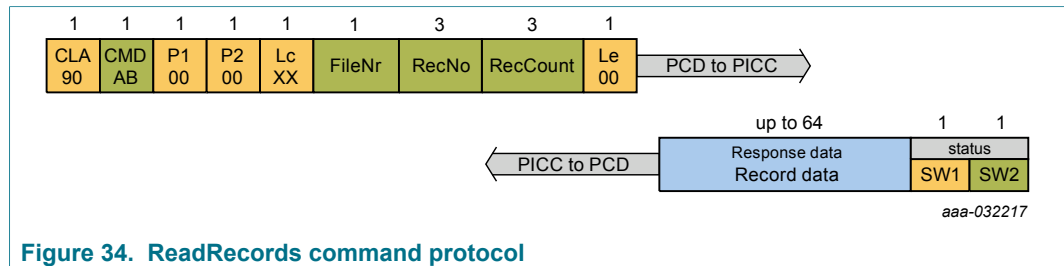 1 1 1 1 1 1 3 3 1
CLA CMD P1 P2 Lc FileNr RecNo RecCount Le PCD to PICC
90 AB 00 00 XX 00
up to 64 1 1
PICC to PCD Response data status
Record data SW1 SW2
aaa-032217
Figure 34. ReadRecords command protocol